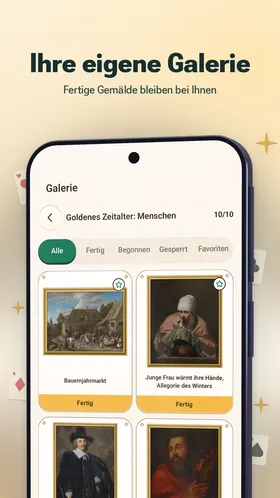 Ihre eigene Galerie
Fertige Gemälde bleiben bei Ihnen
Galerie
Goldenes Zeitalter: Menschen 10/10
Alle Fertig Begonnen Gesperrt Favoriten
Bauernjahrmarkt
Junge Frau wärmt ihre Hände,
Allegorie des Winters
Fertig Fertig